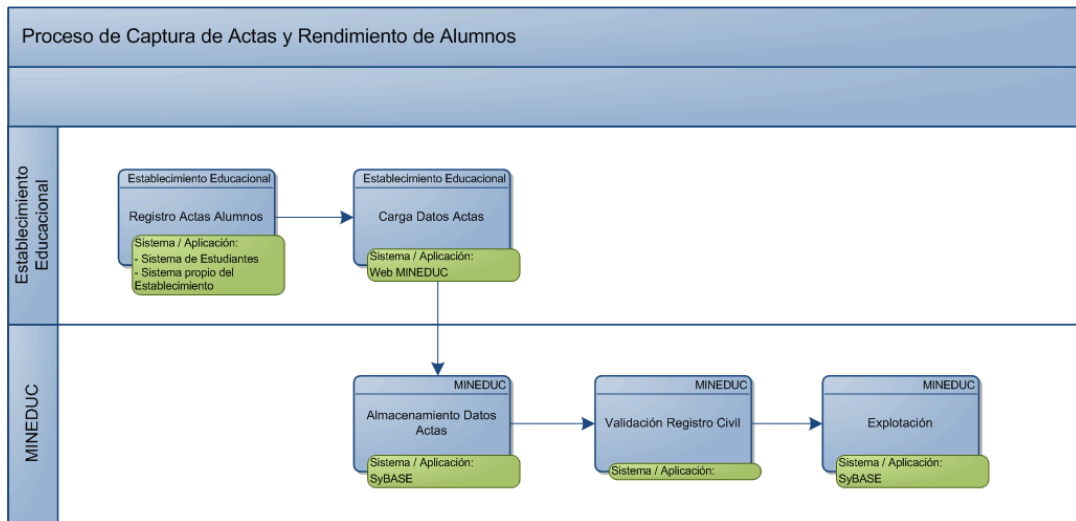 Proceso de Captura de Actas y Rendimiento de Alumnos
Establecimiento
Educacional
Establecimiento Educacional
Registro Actas Alumnos
Sistema / Aplicación:
- Sistema de Estudiantes
- Sistema propio del
Establecimiento
Establecimiento Educacional
Carga Datos Actas
Sistema / Aplicación:
Web MINEDUC
MINEDUC
MINEDUC
Almacenamiento Datos
Actas
Sistema / Aplicación:
SyBASE
MINEDUC
Validación Registro Civil
Sistema / Aplicación:
MINEDUC
Explotación
Sistema / Aplicación:
SyBASE